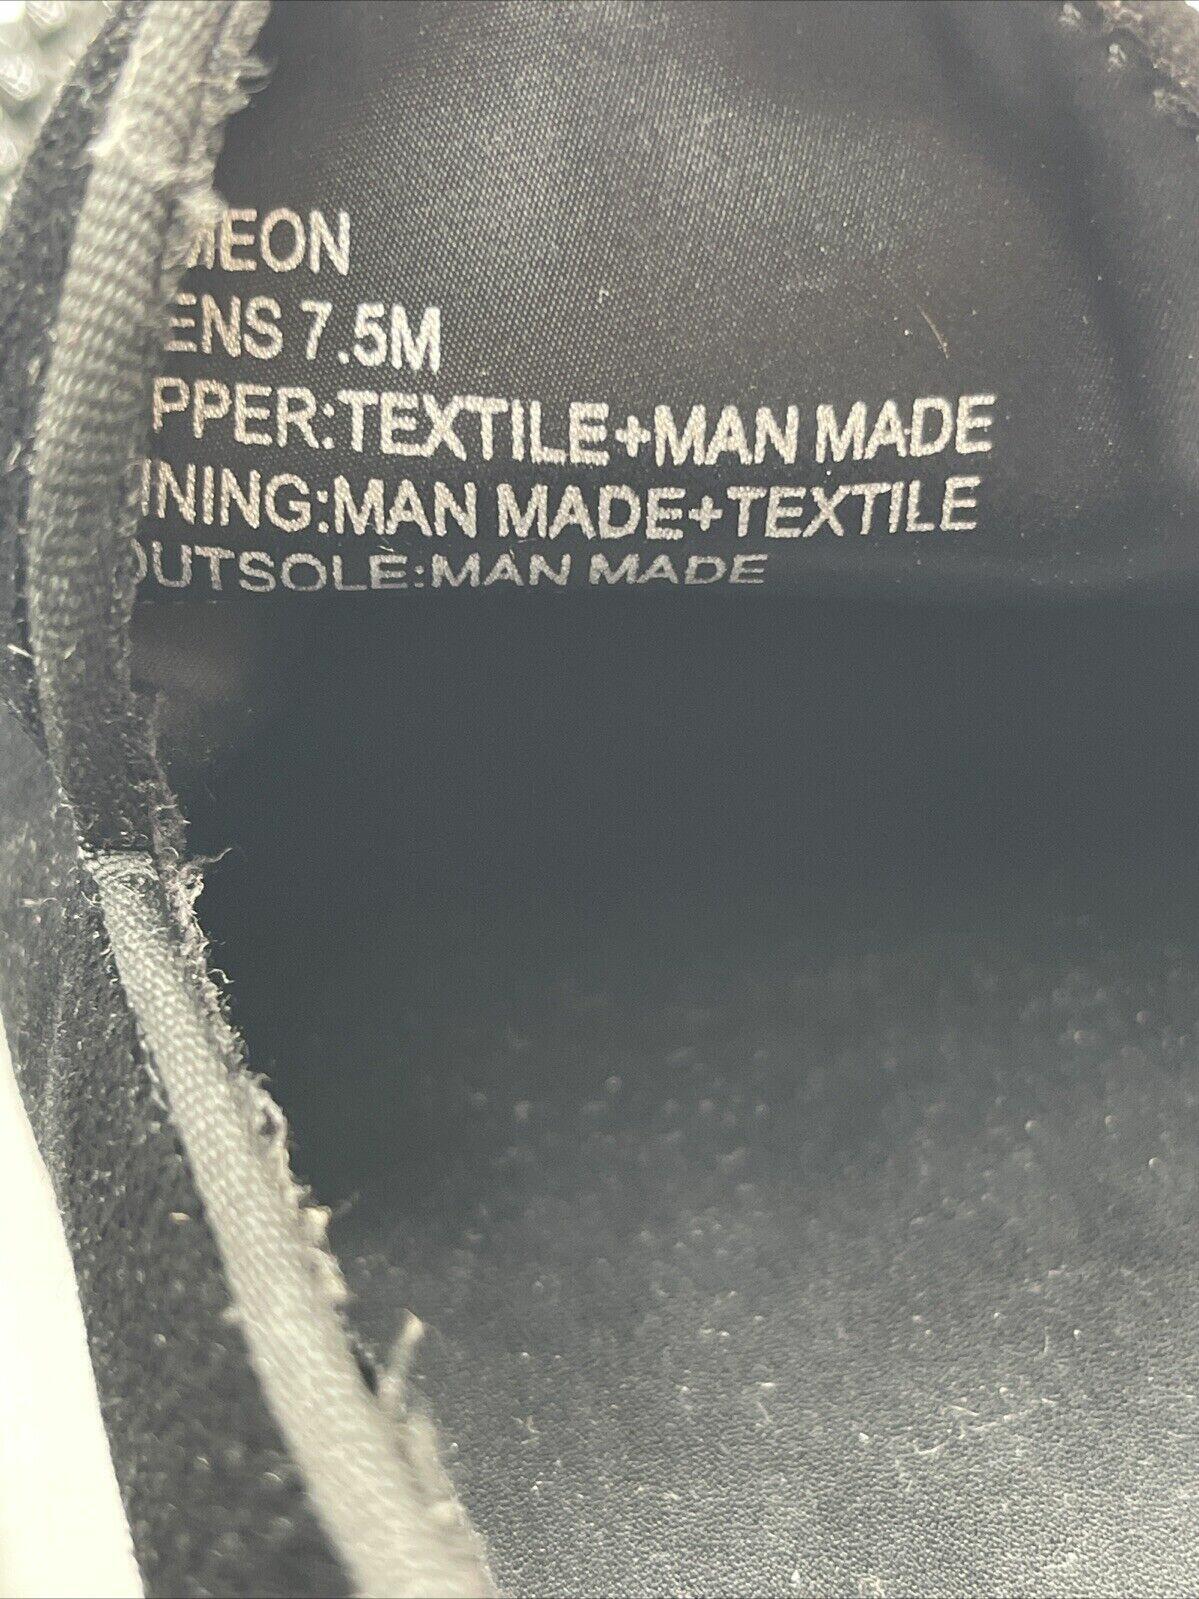 MEON
ENS 7.5M
PPER:TEXTILE+MAN MADE
INING:MAN MADE+TEXTILE
OUTSOLE:MAN MADE